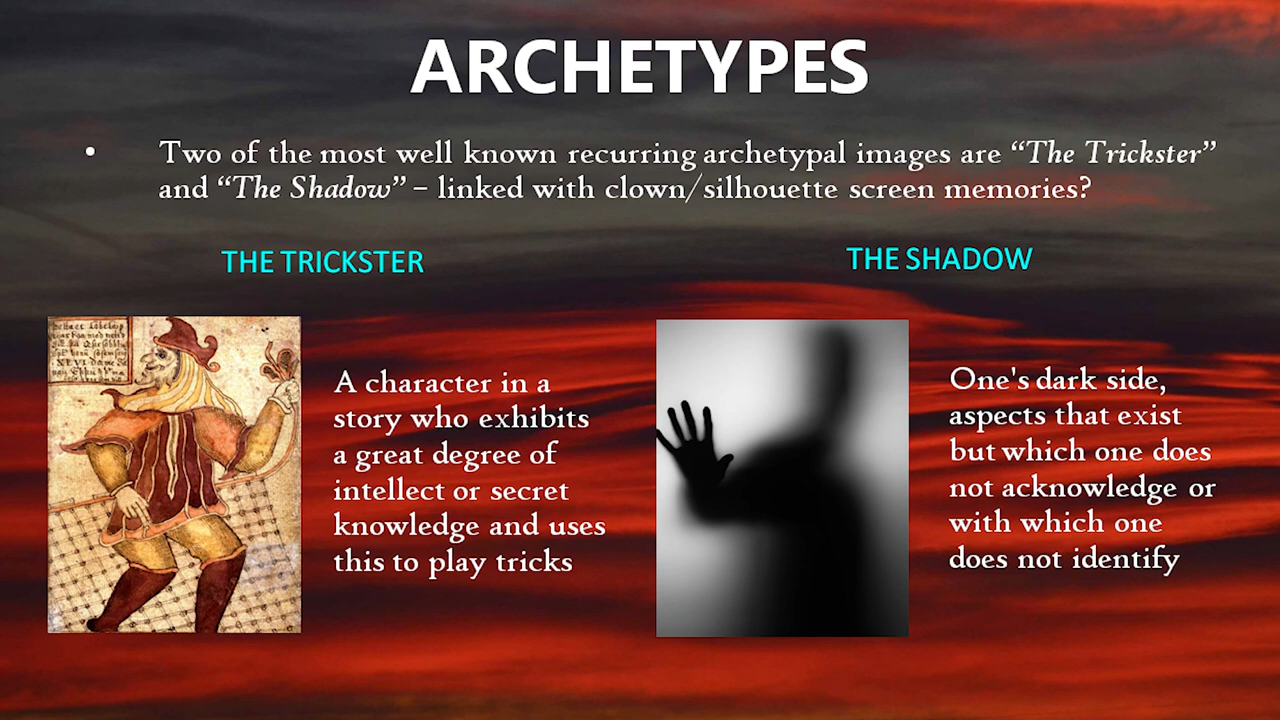 ARCHETYPES
• Two of the most well known recurring archetypal images are “The Trickster”
and “The Shadow” – linked with clown/silhouette screen memories?
THE TRICKSTER
THE SHADOW
A character in a
story who exhibits
a great degree of
intellect or secret
knowledge and uses
this to play tricks
One's dark side,
aspects that exist
but which one does
not acknowledge or
with which one
does not identify